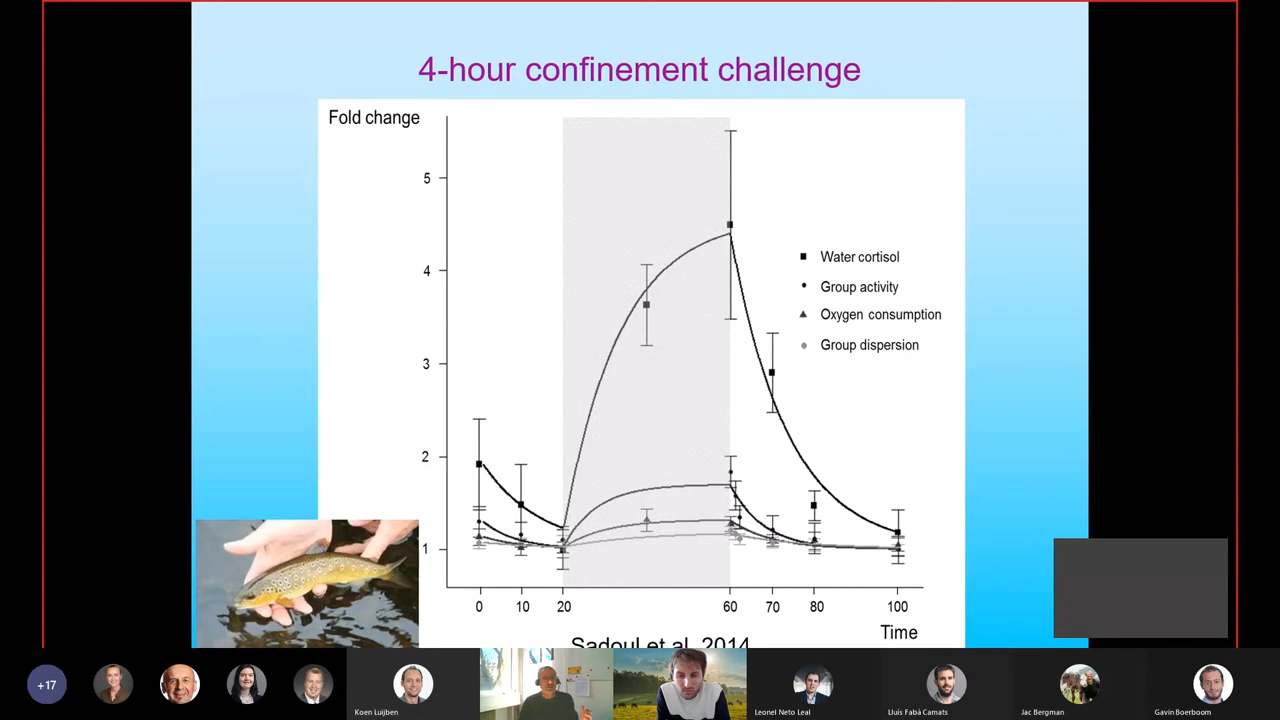 4-hour confinement challenge
Fold change
5
4
3
2
1
Water cortisol
Group activity
Oxygen consumption
Group dispersion
0 10 20 60 70 80 100
Time
Sadoul et al. 2014
+17
Koen Luijben
Leonel Neto Leal
Lluís Fabà Camats
Jac Bergman
Gavin Boerboom